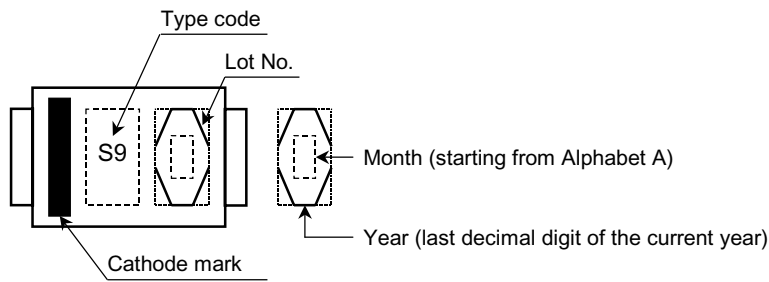 Type code
Lot No.
S9
Month (starting from Alphabet A)
Year (last decimal digit of the current year)
Cathode mark